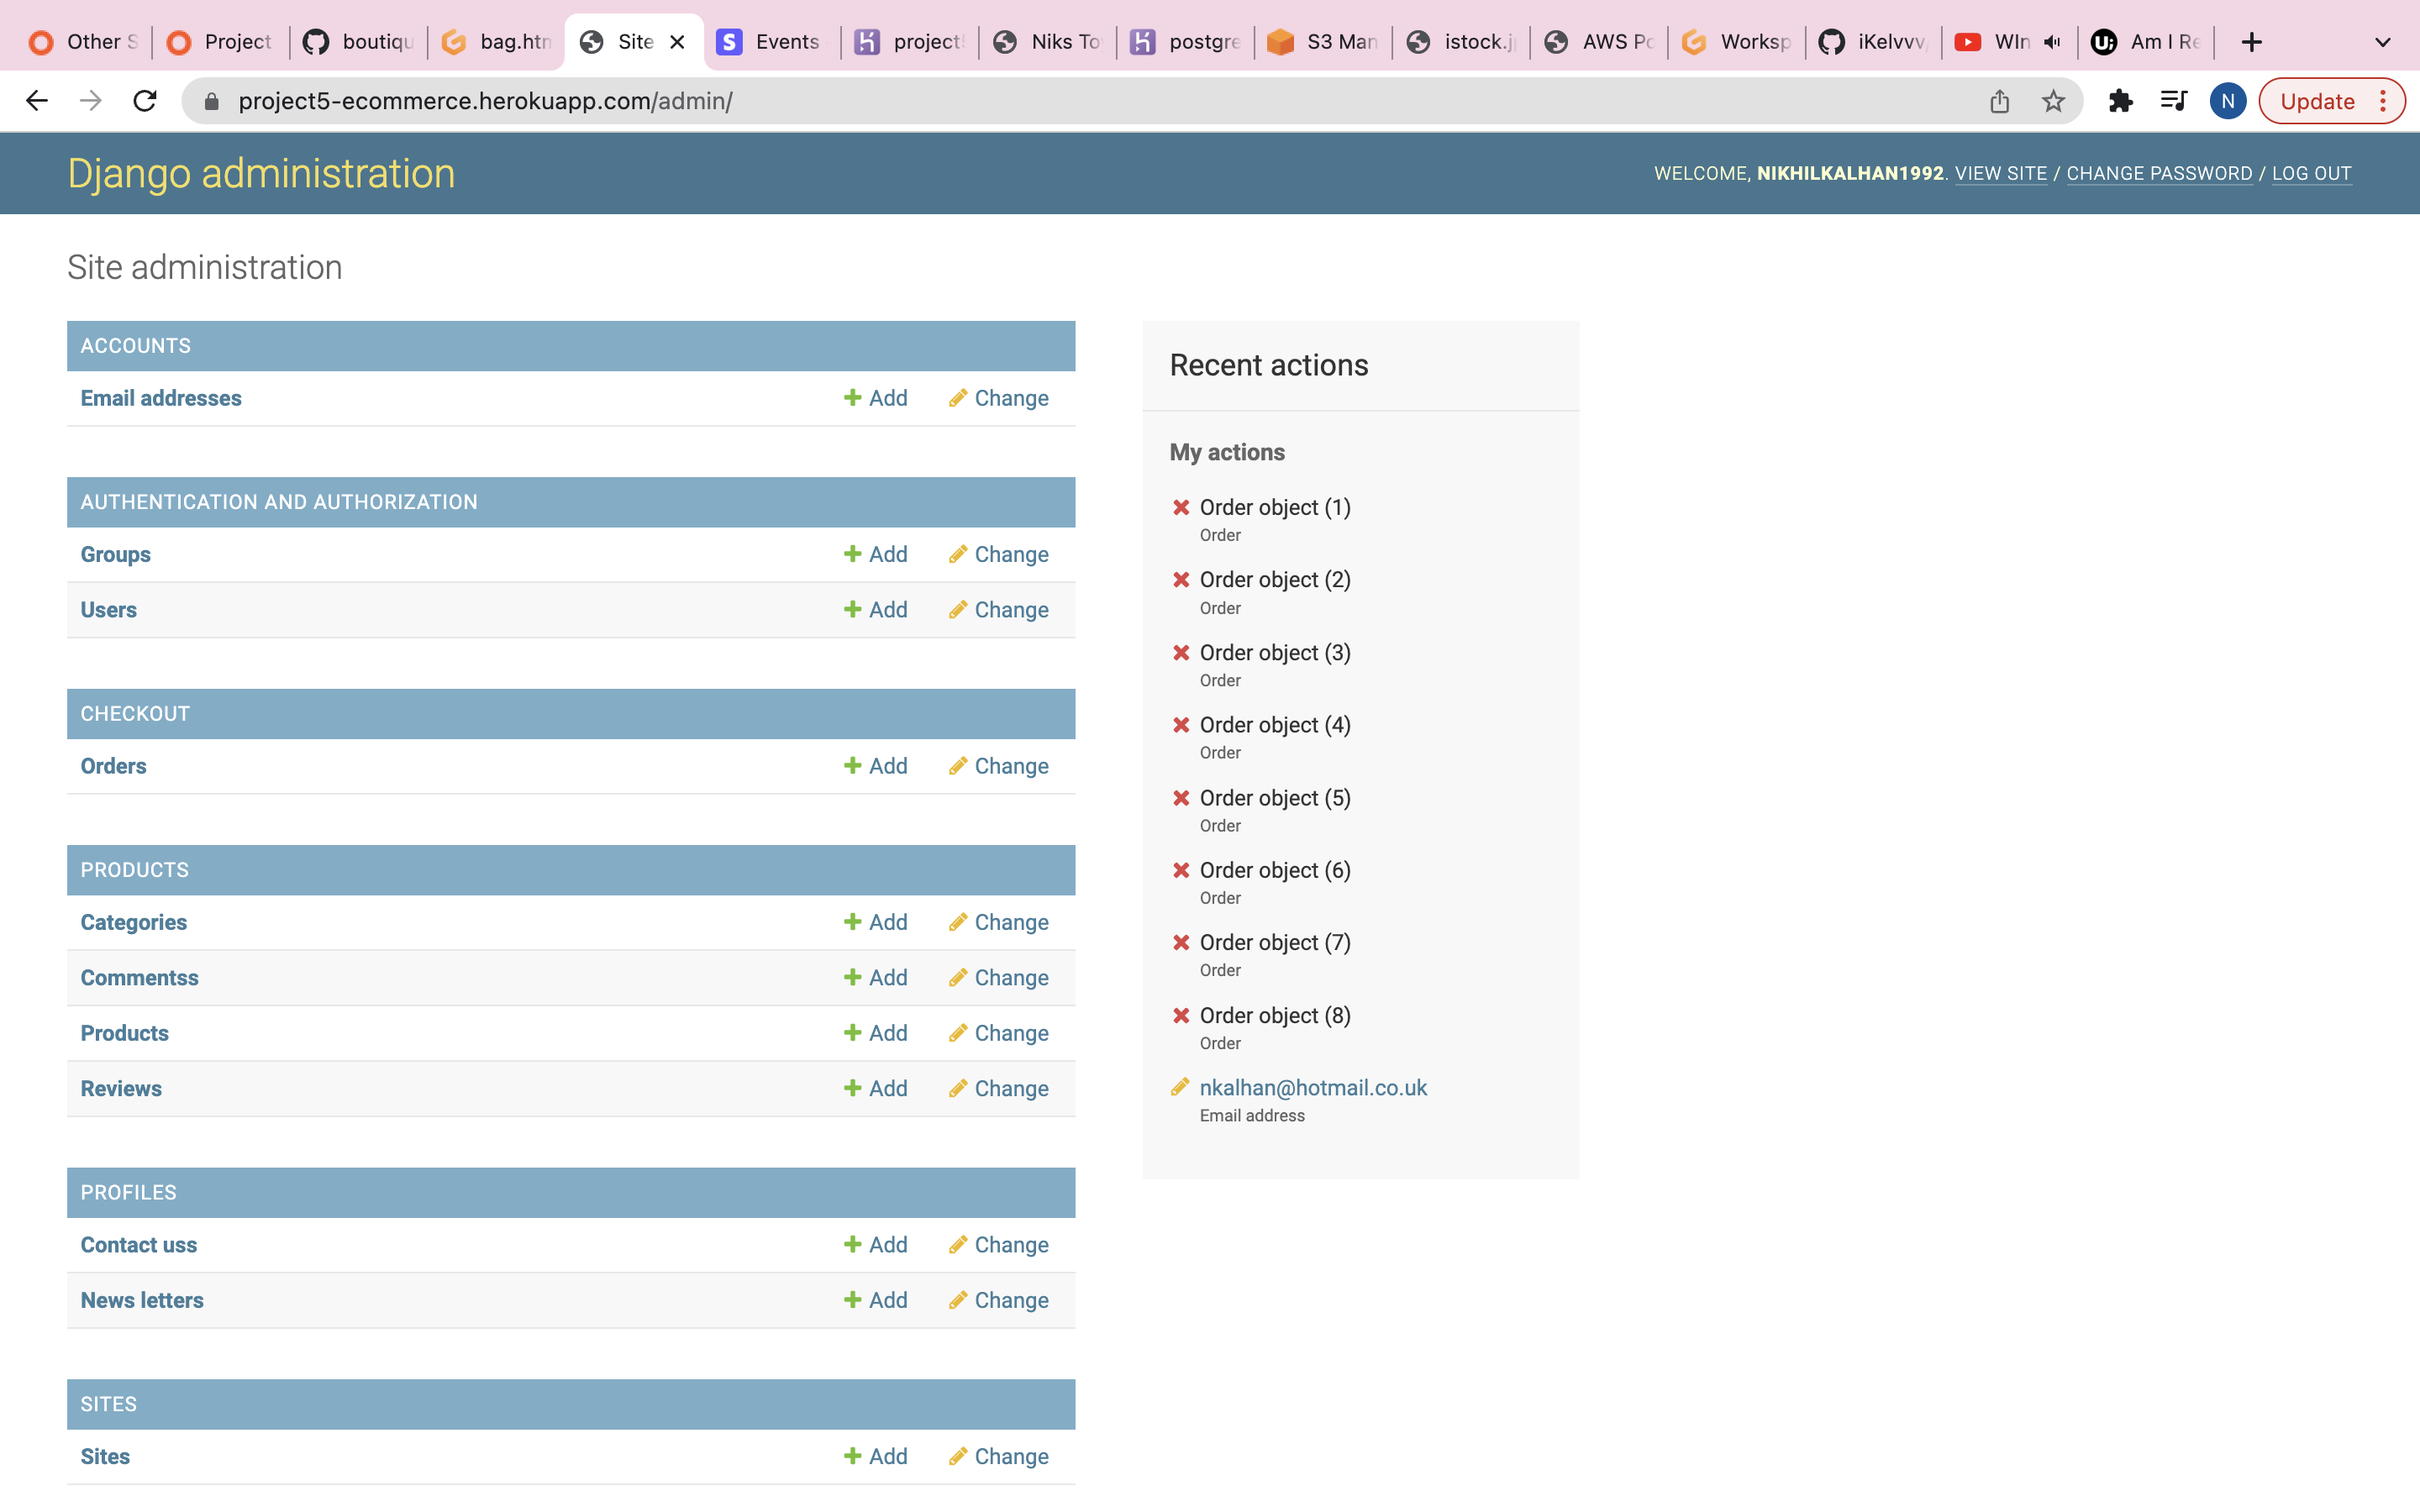 Other S Project boutiqu bag.htm Site Events project5 Niks To postgre S3 Man istock.j AWS Po Worksp iKelvvv/ WIn Am I Re
project5-ecommerce.herokuapp.com/admin/ N Update
Django administration WELCOME, NIKHILKALHAN1992. VIEW SITE / CHANGE PASSWORD / LOG OUT
Site administration
ACCOUNTS
Email addresses Add Change
AUTHENTICATION AND AUTHORIZATION
Groups Add Change
Users Add Change
CHECKOUT
Orders Add Change
PRODUCTS
Categories Add Change
Commentss Add Change
Products Add Change
Reviews Add Change
PROFILES
Contact uss Add Change
News letters Add Change
SITES
Sites Add Change
Recent actions
My actions
Order object (1)
Order
Order object (2)
Order
Order object (3)
Order
Order object (4)
Order
Order object (5)
Order
Order object (6)
Order
Order object (7)
Order
Order object (8)
Order
nkalhan@hotmail.co.uk
Email address